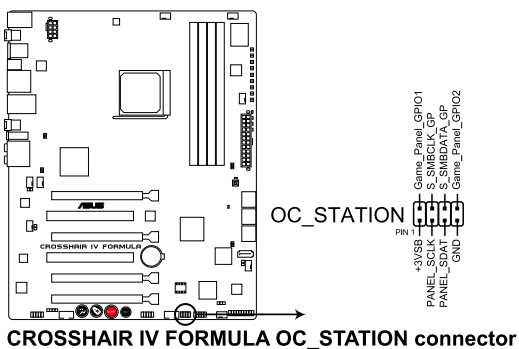 Game_Panel_GPIO1
S_SMBCLK_GP
S_SMBDATA_GP
Game_Panel_GPIO2
OC_STATION
PIN 1
+3VSB
PANEL_SCLK
PANEL_SDAT
GND
ASUS
CROSSHAIR IV FORMULA
CROSSHAIR IV FORMULA OC_STATION connector